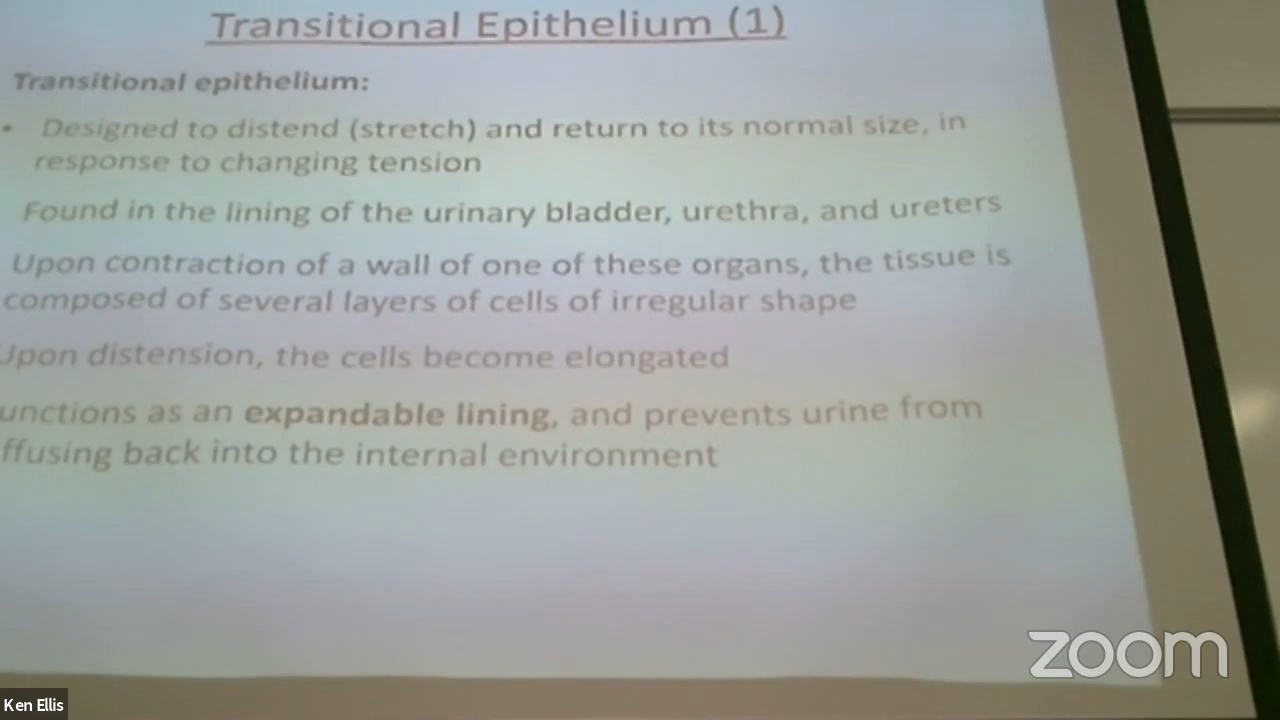 Transitional Epithelium (1)
Transitional epithelium:
• Designed to distend (stretch) and return to its normal size, in
response to changing tension
Found in the lining of the urinary bladder, urethra, and ureters
Upon contraction of a wall of one of these organs, the tissue is
composed of several layers of cells of irregular shape
Upon distension, the cells become elongated
unctions as an expandable lining, and prevents urine from
ffusing back into the internal environment
zoom
Ken Ellis